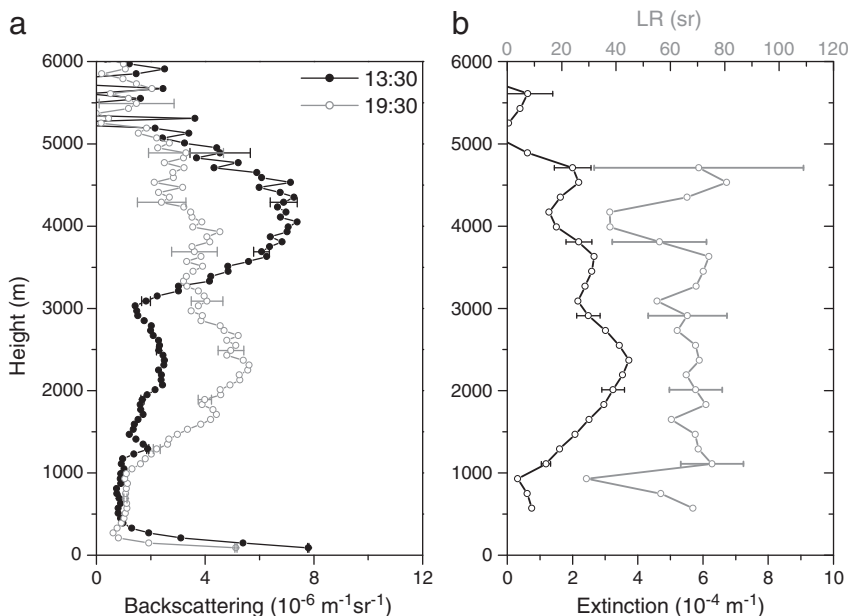 a
6000
5000
4000
3000
2000
1000
0
Height (m)
13:30
19:30
0 4 8 12
Backscattering (10⁻⁶ m⁻¹sr⁻¹)
b
LR (sr)
0 20 40 60 80 100 120
6000
5000
4000
3000
2000
1000
0
0 2 4 6 8 10
Extinction (10⁻⁴ m⁻¹)